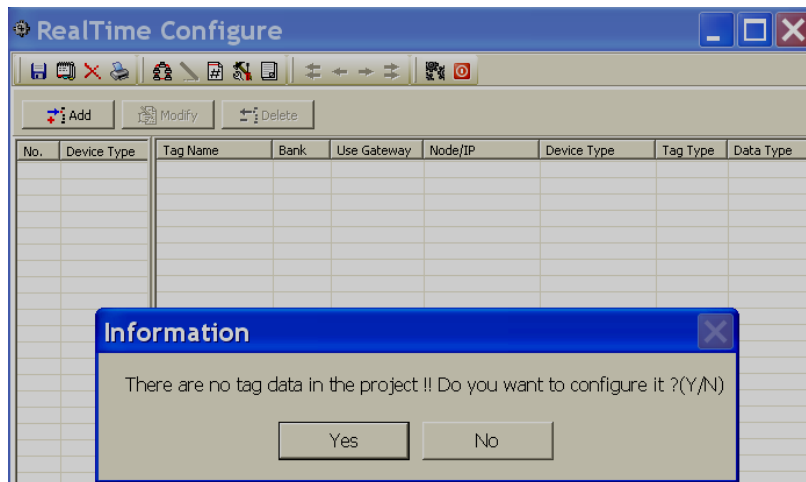 RealTime Configure
Add Modify Delete
No. Device Type Tag Name Bank Use Gateway Node/IP Device Type Tag Type Data Type
Information
There are no tag data in the project !! Do you want to configure it ?(Y/N)
Yes No